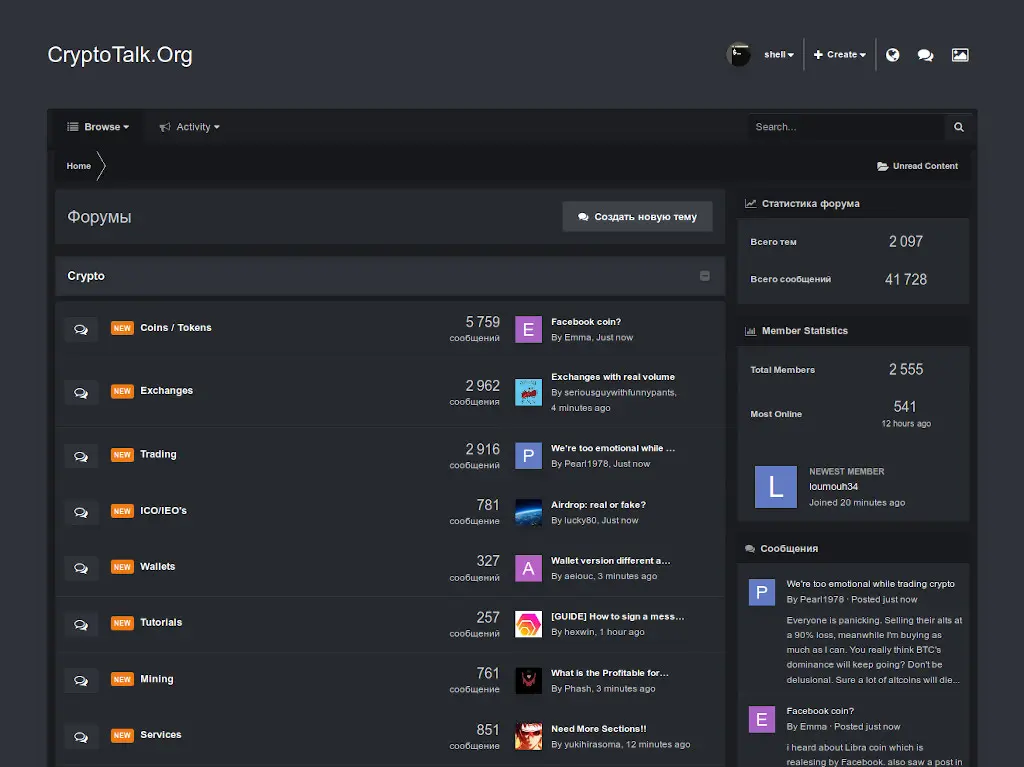 CryptoTalk.Org
shell
Create
Browse
Activity
Search...
Home
Unread Content
Форумы
Создать новую тему
Crypto
NEW Coins / Tokens
5 759
сообщений
E
Facebook coin?
By Emma, Just now
NEW Exchanges
2 962
сообщения
Exchanges with real volume
By seriousguywithfunnypants,
4 minutes ago
NEW Trading
2 916
сообщений
P
We're too emotional while ...
By Pearl1978, Just now
NEW ICO/IEO's
781
сообщение
Airdrop: real or fake?
By lucky80, Just now
NEW Wallets
327
сообщений
A
Wallet version different a...
By aeiouc, 3 minutes ago
NEW Tutorials
257
сообщений
[GUIDE] How to sign a mess...
By hexwin, 1 hour ago
NEW Mining
761
сообщение
What is the Profitable for...
By Phash, 3 minutes ago
NEW Services
851
сообщение
Need More Sections!!
By yukihirasoma, 12 minutes ago
Статистика форума
Всего тем 2 097
Всего сообщений 41 728
Member Statistics
Total Members 2 555
Most Online 541
12 hours ago
L
NEWEST MEMBER
loumouh34
Joined 20 minutes ago
Сообщения
P
We're too emotional while trading crypto
By Pearl1978 · Posted just now
Everyone is panicking. Selling their alts at
a 90% loss, meanwhile I'm buying as
much as I can. You really think BTC's
dominance will keep going? Don't be
delusional. Sure a lot of altcoins will die...
E
Facebook coin?
By Emma · Posted just now
i heard about Libra coin which is
realesing by Facebook. also saw a post in